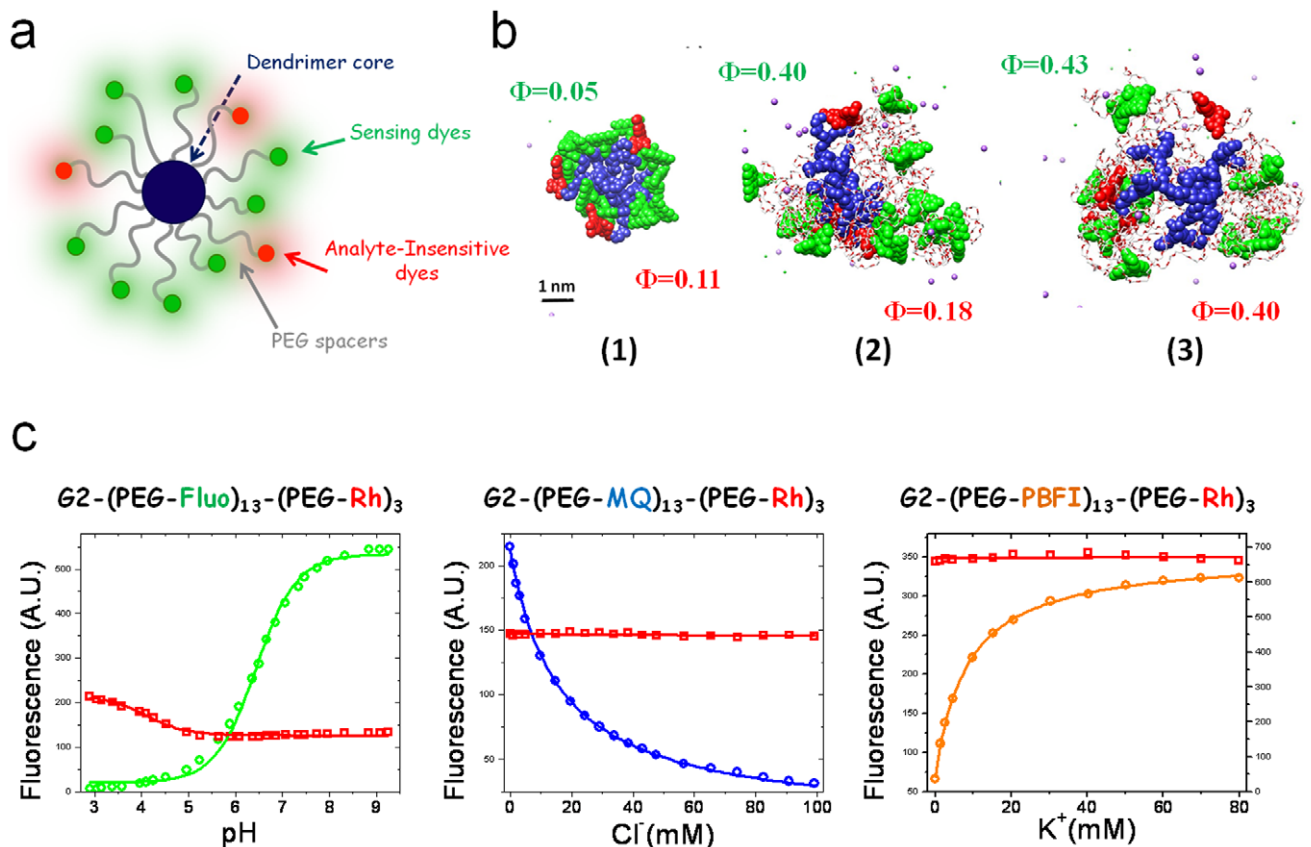 a
Dendrimer core
Sensing dyes
Analyte-Insensitive
dyes
PEG spacers
b
Φ=0.05
Φ=0.11
1 nm
(1)
Φ=0.40
Φ=0.18
(2)
Φ=0.43
Φ=0.40
(3)
c
G2-(PEG-Fluo)13-(PEG-Rh)3
Fluorescence (A.U.)
500
400
300
200
100
0
3 4 5 6 7 8 9
pH
G2-(PEG-MQ)13-(PEG-Rh)3
Fluorescence (A.U.)
200
150
100
50
0 20 40 60 80 100
Cl-(mM)
G2-(PEG-PBFI)13-(PEG-Rh)3
Fluorescence (A.U.)
350
300
250
200
150
100
50
700
600
500
400
300
200
100
0
0 20 40 60 80
K+(mM)